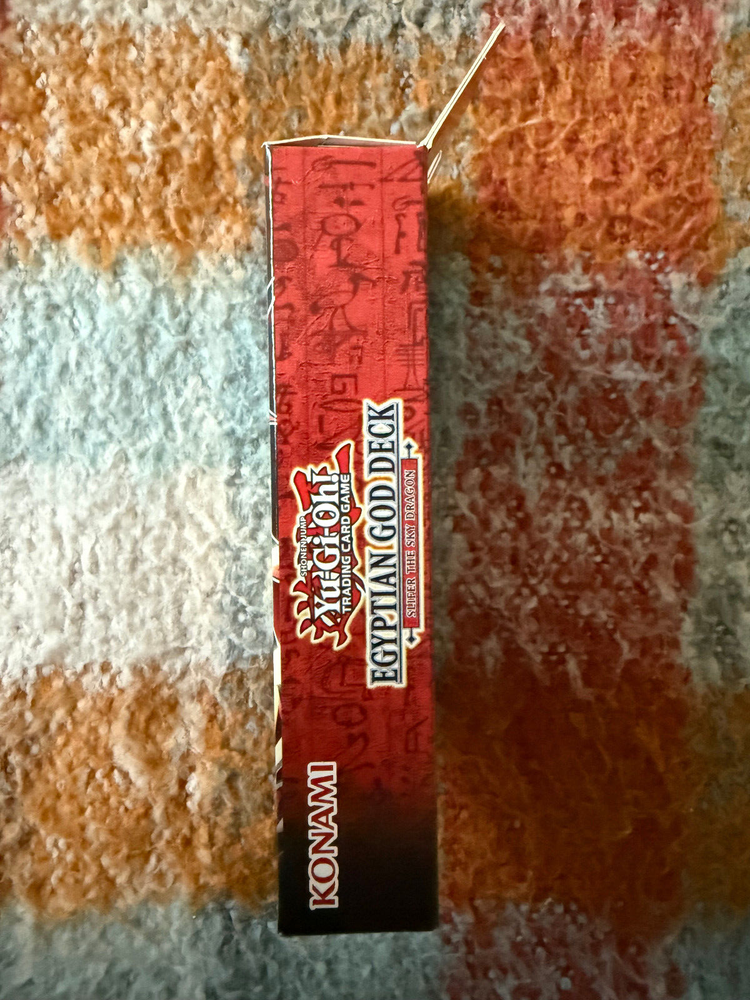 SHONEN JUMP
Yu-Gi-Oh!
TRADING CARD GAME
EGYPTIAN GOD DECK
SLIFER THE SKY DRAGON
KONAMI